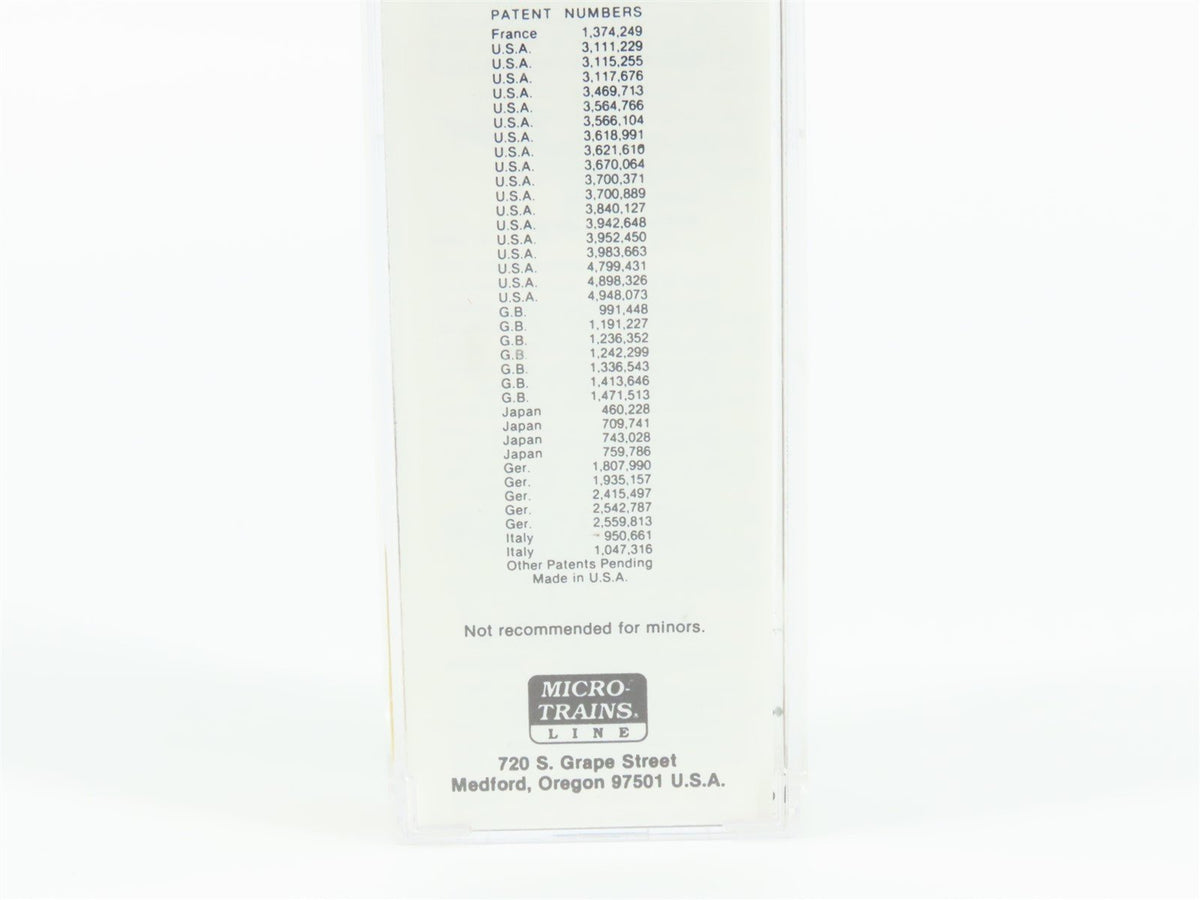 PATENT NUMBERS
France 1,374,249
U.S.A. 3,111,229
U.S.A. 3,115,255
U.S.A. 3,117,676
U.S.A. 3,469,713
U.S.A. 3,564,766
U.S.A. 3,566,104
U.S.A. 3,618,991
U.S.A. 3,621,610
U.S.A. 3,670,064
U.S.A. 3,700,371
U.S.A. 3,700,889
U.S.A. 3,840,127
U.S.A. 3,942,648
U.S.A. 3,952,450
U.S.A. 3,983,663
U.S.A. 4,799,431
U.S.A. 4,898,326
U.S.A. 4,948,073
G.B. 991,448
G.B. 1,191,227
G.B. 1,236,352
G.B 1,242,299
G.B. 1,336,543
G.B. 1,413,646
G.B. 1,471,513
Japan 460,228
Japan 709,741
Japan 743,028
Japan 759,786
Ger. 1,807,990
Ger. 1,935,157
Ger. 2,415,497
Ger. 2,542,787
Ger. 2,559,813
Italy 950,661
Italy 1,047,316
Other Patents Pending
Made in U.S.A.
Not recommended for minors.
MICRO-
TRAINS®
LINE
720 S. Grape Street
Medford, Oregon 97501 U.S.A.